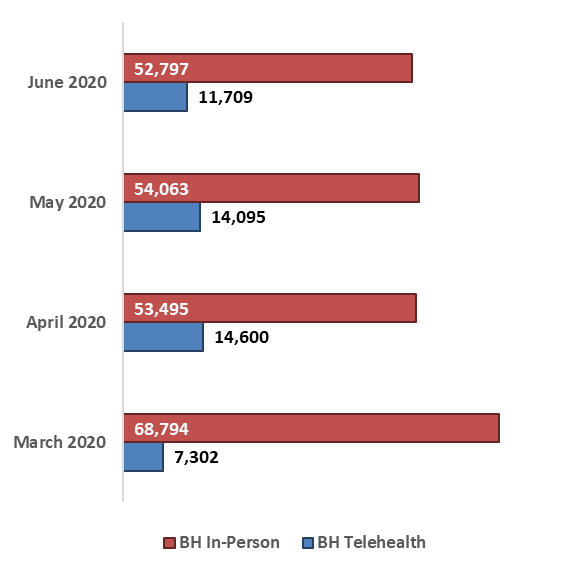 52,797
June 2020
11,709
54,063
May 2020
14,095
53,495
April 2020
14,600
68,794
March 2020
7,302
BH In-Person BH Telehealth